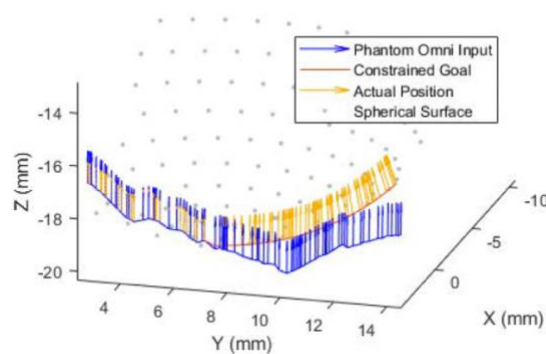 Phantom Omni Input
Constrained Goal
Actual Position
Spherical Surface
-14
-16
-18
-20
Z (mm)
4
6
8
10
12
14
Y (mm)
-10
-5
0
X (mm)